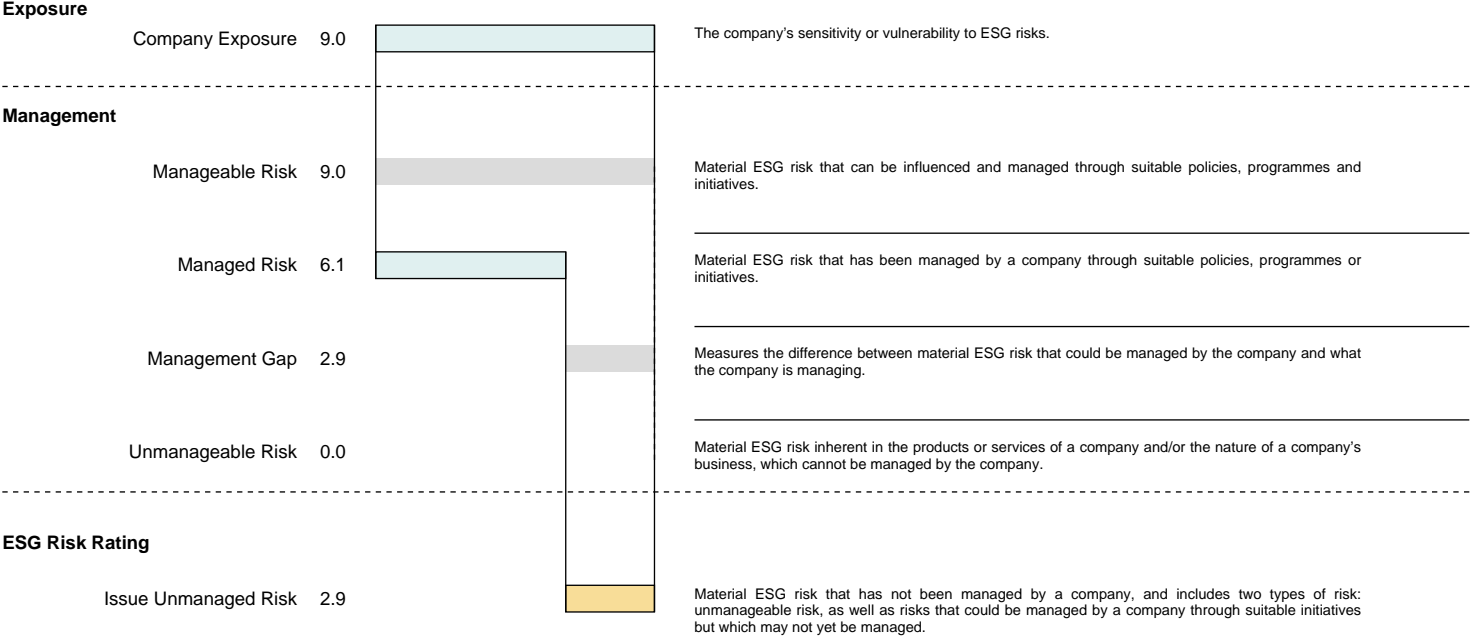 Exposure
Company Exposure 9.0
The company’s sensitivity or vulnerability to ESG risks.
Management
Manageable Risk 9.0
Material ESG risk that can be influenced and managed through suitable policies, programmes and
initiatives.
Managed Risk 6.1
Material ESG risk that has been managed by a company through suitable policies, programmes or
initiatives.
Management Gap 2.9
Measures the difference between material ESG risk that could be managed by the company and what
the company is managing.
Unmanageable Risk 0.0
Material ESG risk inherent in the products or services of a company and/or the nature of a company’s
business, which cannot be managed by the company.
ESG Risk Rating
Issue Unmanaged Risk 2.9
Material ESG risk that has not been managed by a company, and includes two types of risk:
unmanageable risk, as well as risks that could be managed by a company through suitable initiatives
but which may not yet be managed.